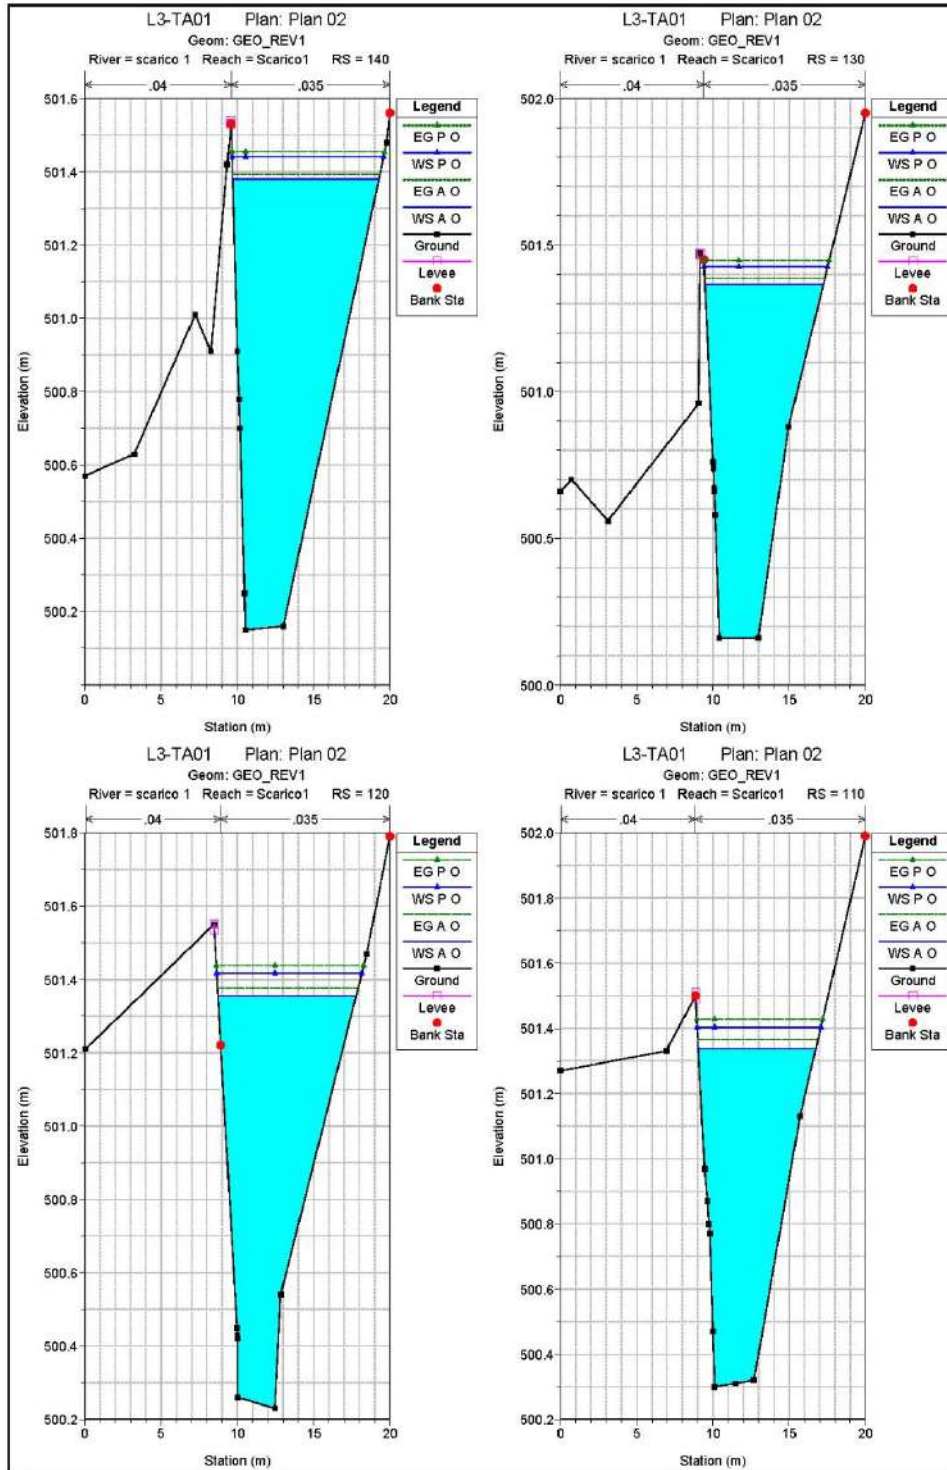 L3-TA01 Plan: Plan 02
Geom: GEO_REV1
River = scarico 1 Reach = Scarico1 RS = 140
.04 .035
501.6
501.4
501.2
501.0
500.8
500.6
500.4
500.2
Elevation (m)
0 5 10 15 20
Station (m)
Legend
EG P O
WS P O
EG A O
WS A O
Ground
Levee
Bank Sta
L3-TA01 Plan: Plan 02
Geom: GEO_REV1
River = scarico 1 Reach = Scarico1 RS = 130
.04 .035
502.0
501.5
501.0
500.5
500.0
Elevation (m)
0 5 10 15 20
Station (m)
Legend
EG P O
WS P O
EG A O
WS A O
Ground
Levee
Bank Sta
L3-TA01 Plan: Plan 02
Geom: GEO_REV1
River = scarico 1 Reach = Scarico1 RS = 120
.04 .035
501.8
501.6
501.4
501.2
501.0
500.8
500.6
500.4
500.2
Elevation (m)
0 5 10 15 20
Station (m)
Legend
EG P O
WS P O
EG A O
WS A O
Ground
Levee
Bank Sta
L3-TA01 Plan: Plan 02
Geom: GEO_REV1
River = scarico 1 Reach = Scarico1 RS = 110
.04 .035
502.0
501.8
501.6
501.4
501.2
501.0
500.8
500.6
500.4
500.2
Elevation (m)
0 5 10 15 20
Station (m)
Legend
EG P O
WS P O
EG A O
WS A O
Ground
Levee
Bank Sta